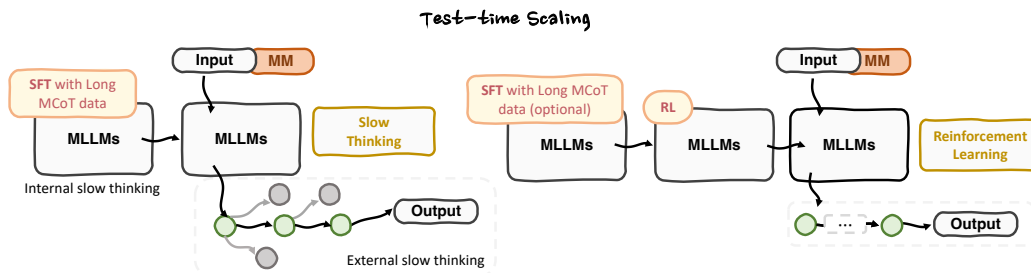 Test-time Scaling
Input
MM
SFT with Long
MCoT data
MLLMs
MLLMs
Slow
Thinking
Internal slow thinking
Output
External slow thinking
Input
MM
SFT with Long MCoT
data (optional)
RL
MLLMs
MLLMs
MLLMs
Reinforcement
Learning
...
Output